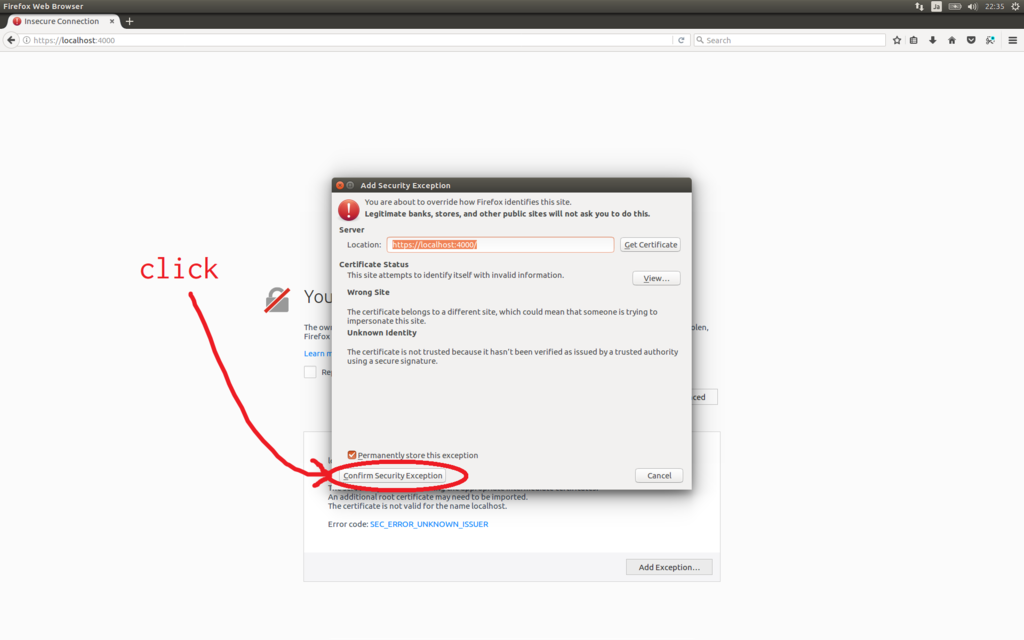 Firefox Web Browser
Ja
22:35
Insecure Connection
https://localhost:4000
Search
Add Security Exception
You are about to override how Firefox identifies this site.
Legitimate banks, stores, and other public sites will not ask you to do this.
Server
Location: https://localhost:4000/ Get Certificate
Certificate Status
This site attempts to identify itself with invalid information.
View...
Wrong Site
The certificate belongs to a different site, which could mean that someone is trying to
impersonate this site.
Unknown Identity
The certificate is not trusted because it hasn't been verified as issued by a trusted authority
using a secure signature.
Permanently store this exception
Confirm Security Exception
Cancel
click
You
The
Firefox
Learn
An additional root certificate may need to be imported.
The certificate is not valid for the name localhost.
Error code: SEC_ERROR_UNKNOWN_ISSUER
Add Exception...